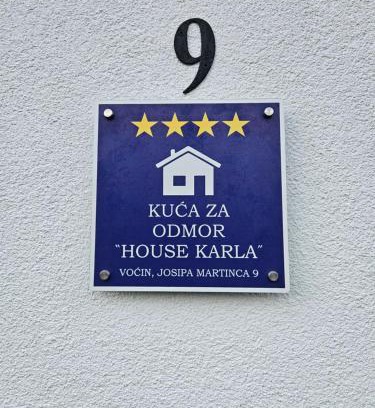 9
KUĆA ZA
ODMOR
"HOUSE KARLA"
VOĆIN, JOSIPA MARTINCA 9